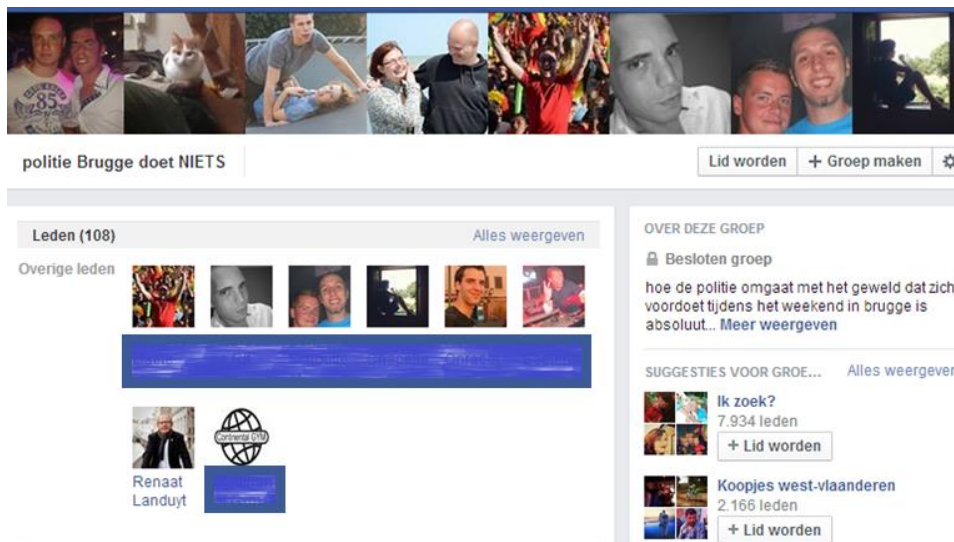 85
politie Brugge doet NIETS
Lid worden
+ Groep maken
Leden (108)
Alles weergeven
Overige leden
Continental GYM
Renaat
Landuyt
OVER DEZE GROEP
Besloten groep
hoe de politie omgaat met het geweld dat zich
voordoet tijdens het weekend in brugge is
absoluut... Meer weergeven
SUGGESTIES VOOR GROE...
Alles weergeven
Ik zoek?
7.934 leden
+ Lid worden
Koopjes west-vlaanderen
2.166 leden
+ Lid worden